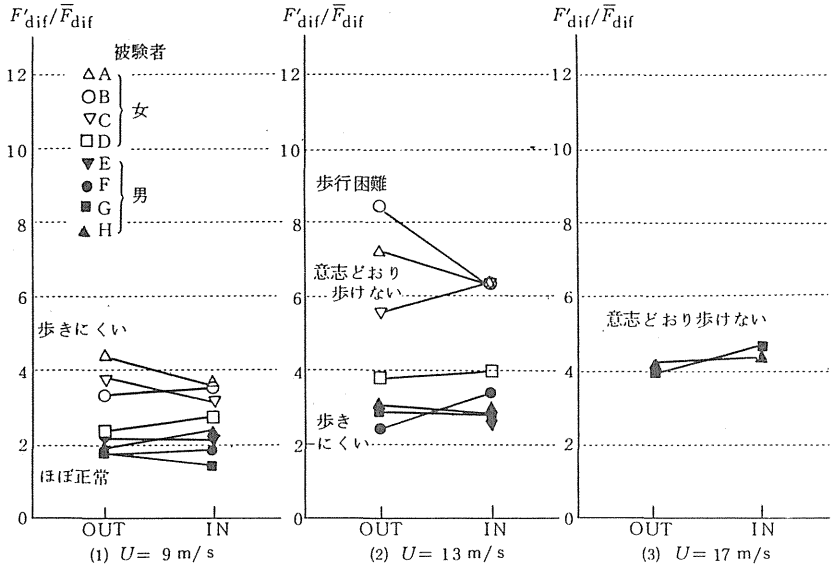 F'dif/F̅dif
被験者
△A
○B
▽C
□D
女
▼E
●F
■G
▲H
男
12
10
8
6
4
2
0
歩きにくい
ほぼ正常
OUT IN
(1) U= 9 m/s
F'dif/F̅dif
12
10
8
6
4
2
0
歩行困難
意志どおり
歩けない
歩き
にくい
OUT IN
(2) U= 13 m/s
F'dif/F̅dif
12
10
8
6
4
2
0
意志どおり歩けない
OUT IN
(3) U= 17 m/s